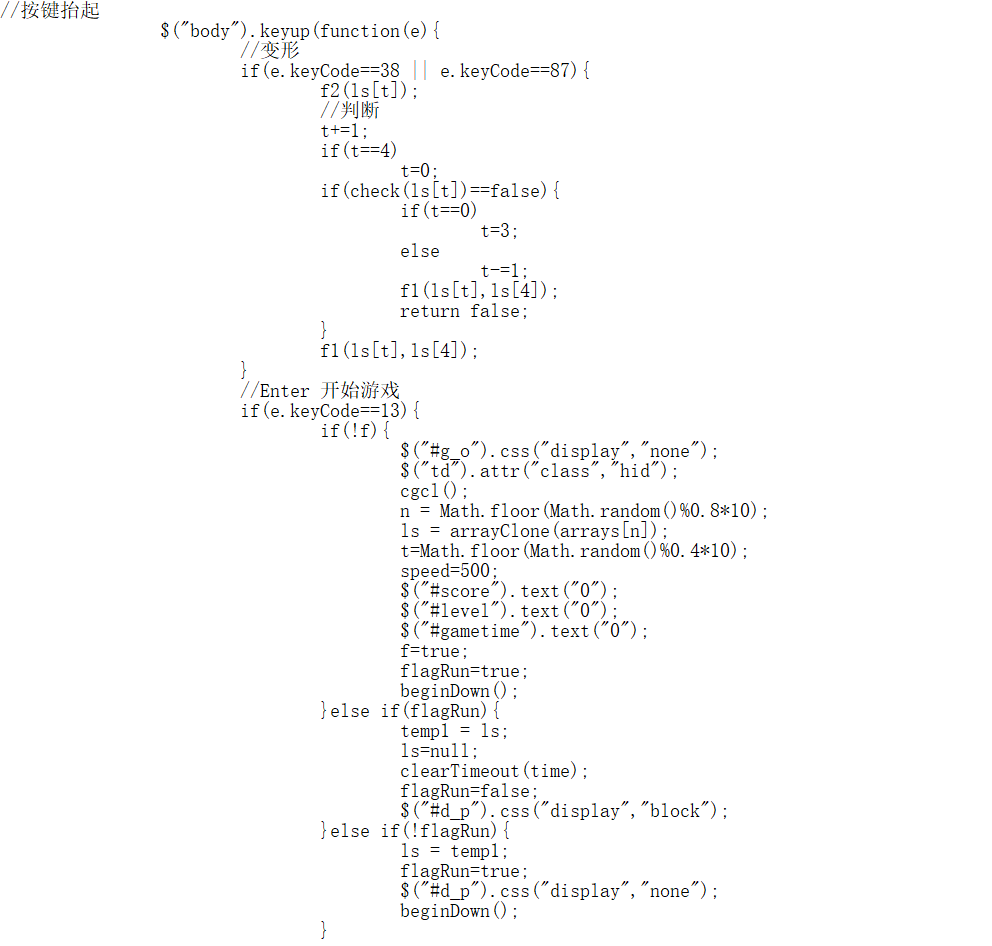 //按键抬起
$("body").keyup(function(e){
//变形
if(e.keyCode==38 || e.keyCode==87){
f2(ls[t]);
//判断
t+=1;
if(t==4)
t=0;
if(check(ls[t])==false){
if(t==0)
t=3;
else
t-=1;
f1(ls[t],ls[4]);
return false;
}
f1(ls[t],ls[4]);
}
//Enter 开始游戏
if(e.keyCode==13){
if(!f){
$("#g_o").css("display","none");
$("td").attr("class","hid");
cgcl();
n = Math.floor(Math.random()%0.8*10);
ls = arrayClone(arrays[n]);
t=Math.floor(Math.random()%0.4*10);
speed=500;
$("#score").text("0");
$("#level").text("0");
$("#gametime").text("0");
f=true;
flagRun=true;
beginDown();
}else if(flagRun){
templ = ls;
ls=null;
clearTimeout(time);
flagRun=false;
$("#d_p").css("display","block");
}else if(!flagRun){
ls = templ;
flagRun=true;
$("#d_p").css("display","none");
beginDown();
}